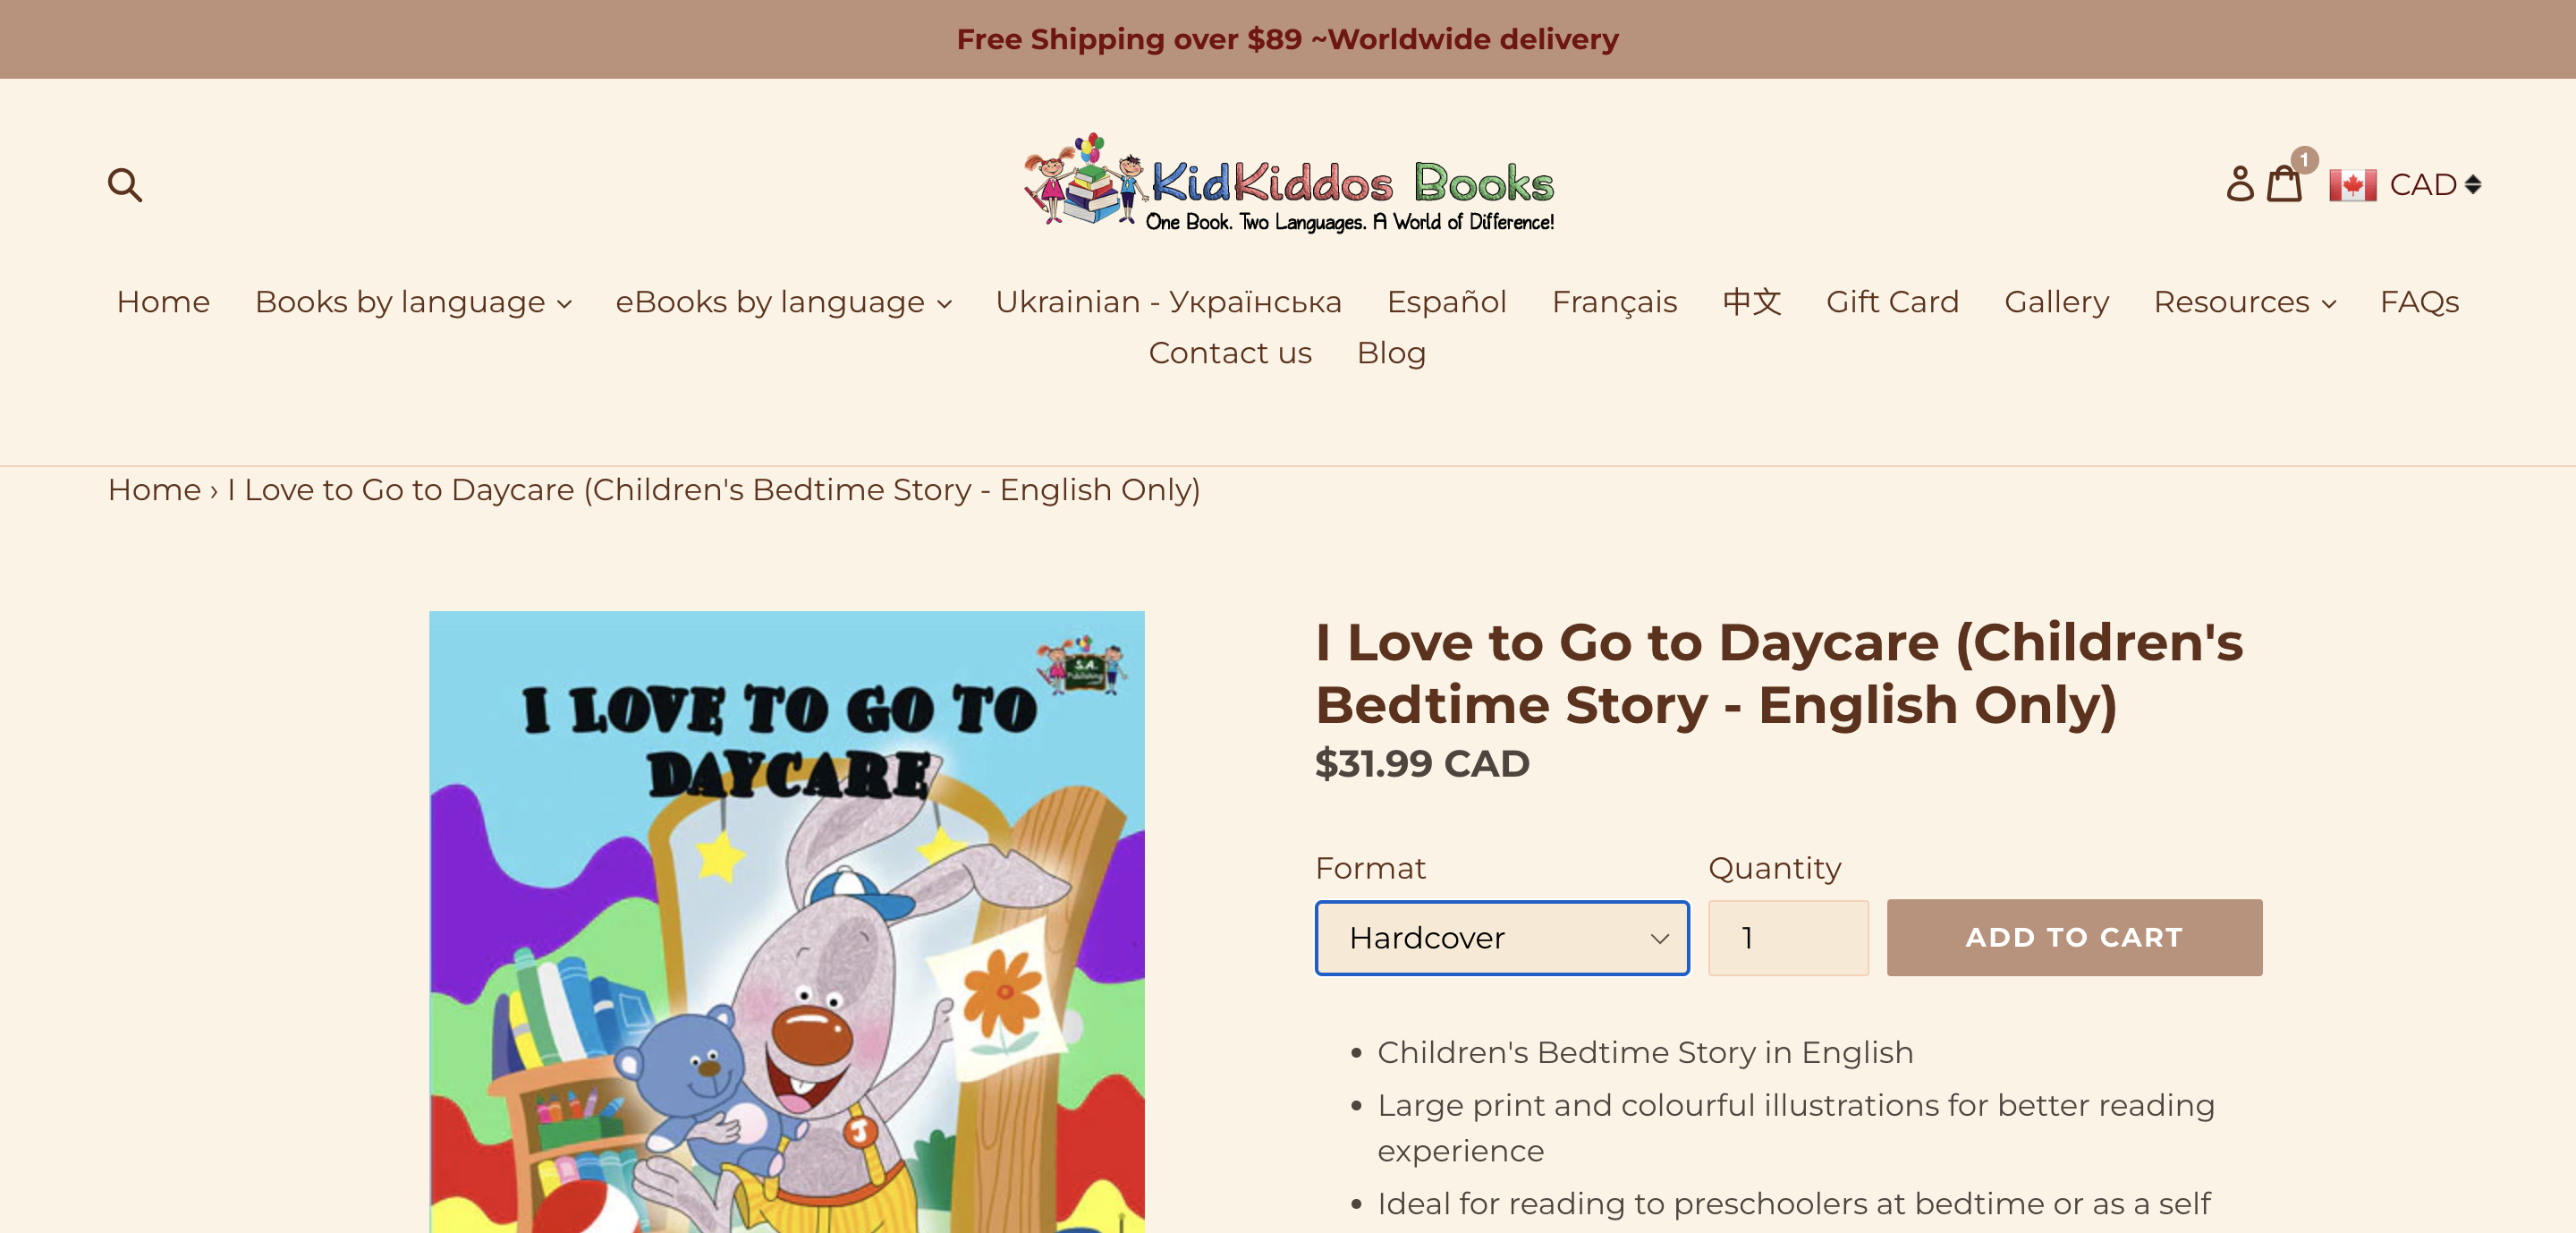 Free Shipping over $89 ~Worldwide delivery
KidKiddos Books
One Book. Two Languages. A World of Difference!
1
CAD
Home Books by language eBooks by language Ukrainian - Українська Español Français 中文 Gift Card Gallery Resources FAQs
Contact us Blog
Home › I Love to Go to Daycare (Children's Bedtime Story - English Only)
S.A.
Publishing
I LOVE TO GO TO
DAYCARE
J
I Love to Go to Daycare (Children's
Bedtime Story - English Only)
$31.99 CAD
Format Quantity
Hardcover 1 ADD TO CART
• Children's Bedtime Story in English
• Large print and colourful illustrations for better reading
experience
• Ideal for reading to preschoolers at bedtime or as a self